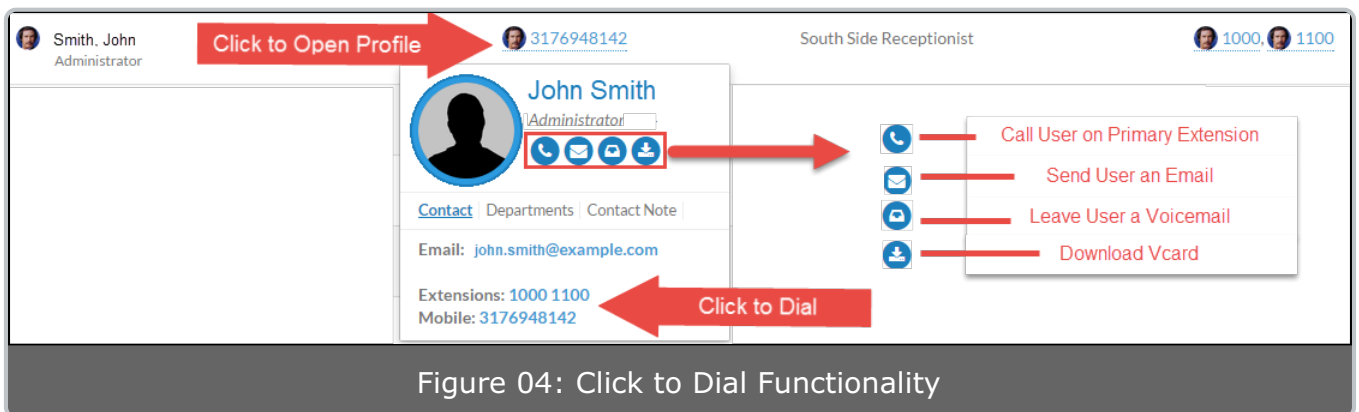 Smith, John
Administrator
Click to Open Profile
3176948142
South Side Receptionist
1000, 1100
John Smith
Administrator
Contact Departments Contact Note
Email: john.smith@example.com
Extensions: 1000 1100
Mobile: 3176948142
Click to Dial
Call User on Primary Extension
Send User an Email
Leave User a Voicemail
Download Vcard
Figure 04: Click to Dial Functionality